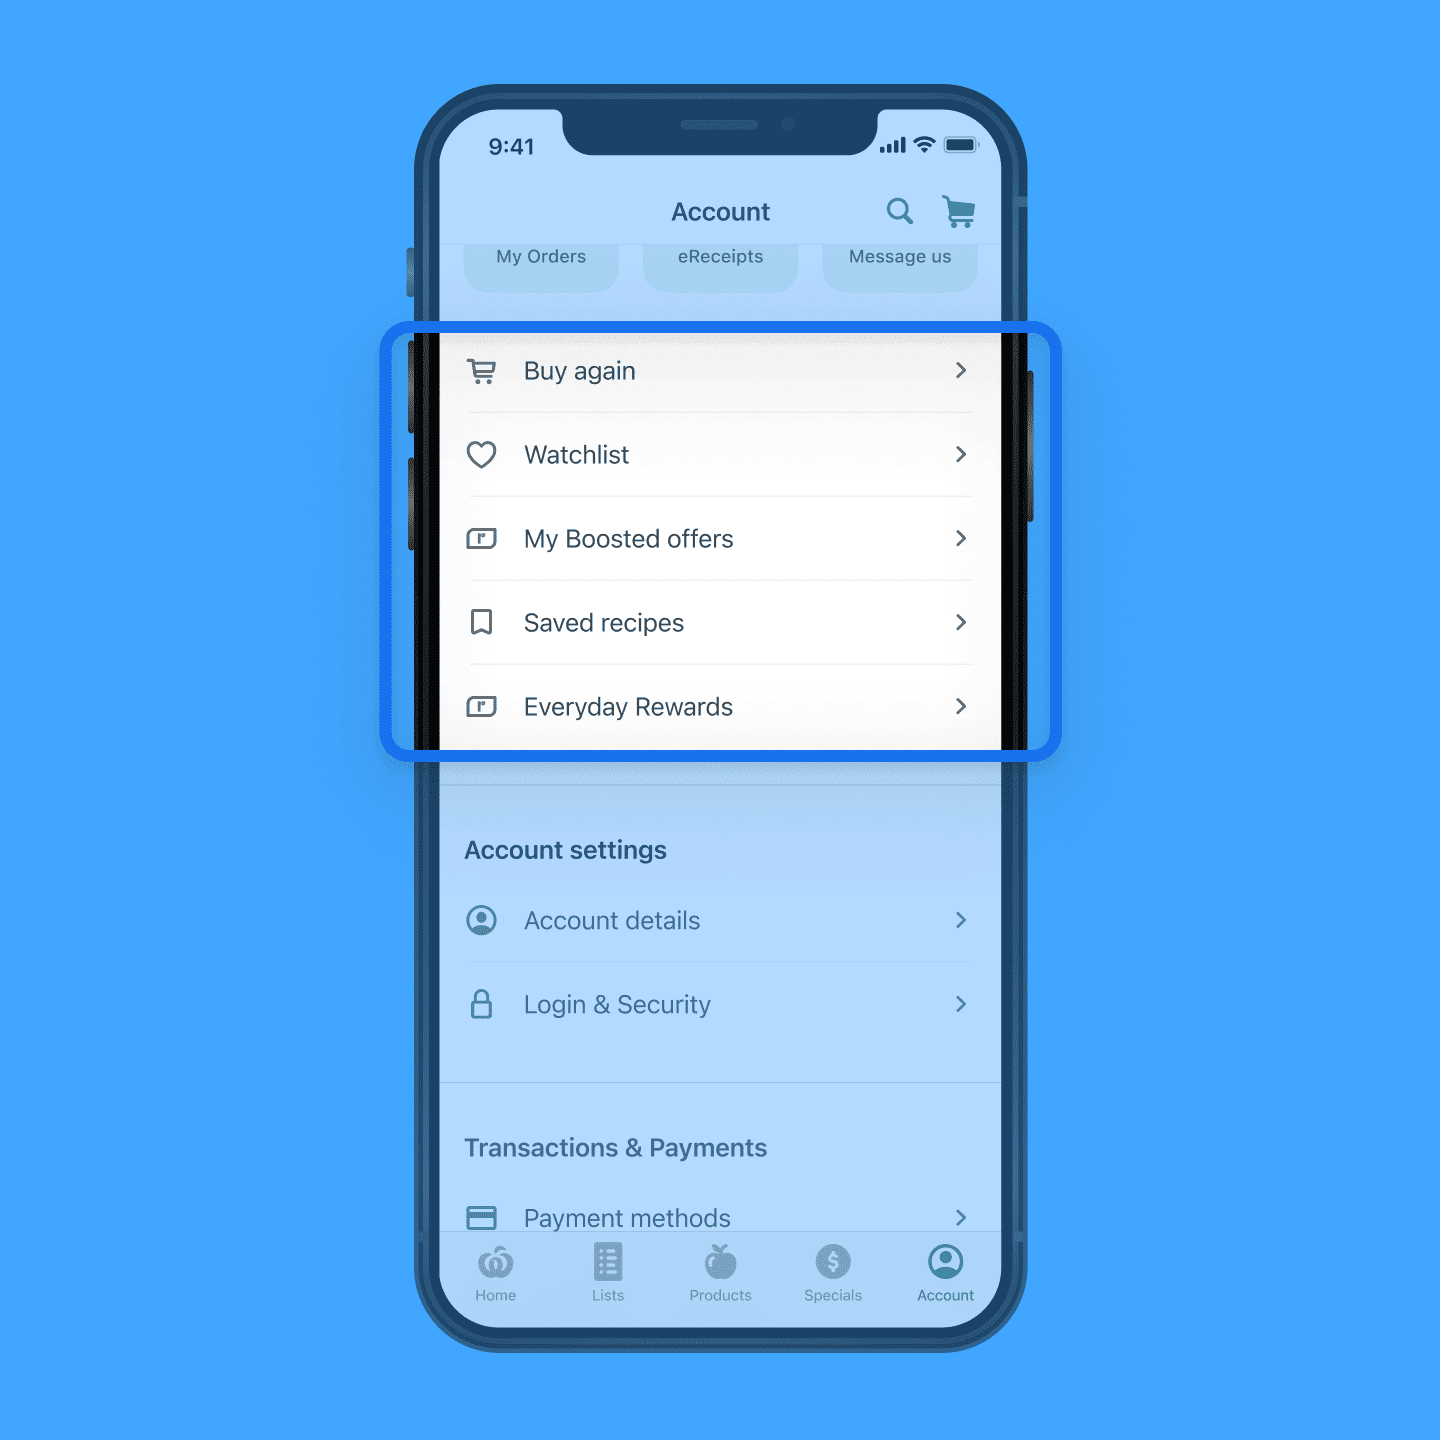 9:41
Account
My Orders
eReceipts
Message us
Buy again
Watchlist
My Boosted offers
Saved recipes
Everyday Rewards
Account settings
Account details
Login & Security
Transactions & Payments
Payment methods
Home
Lists
Products
Specials
Account